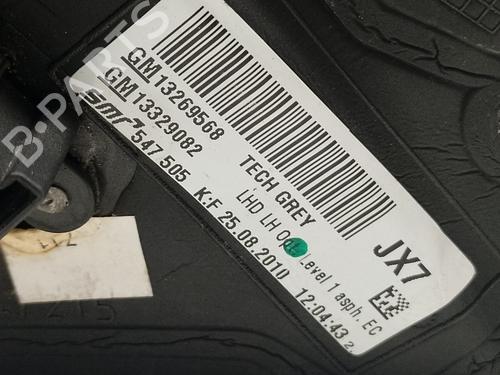 GM13269568
GM13329082
smr 547 505 K.F 25.08.2010 12:04:43 2
TECH GREY
LHD LH Level 1 asph. EC
JX7
B-PARTS